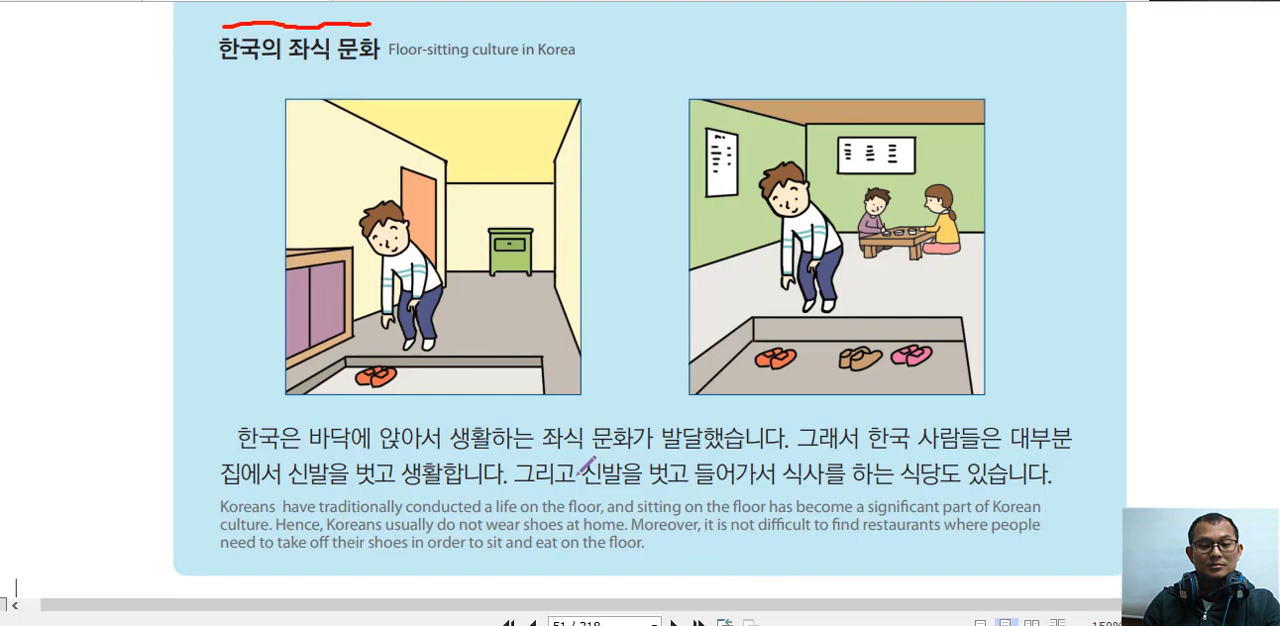 한국의 좌식 문화 Floor-sitting culture in Korea
한국은 바닥에 앉아서 생활하는 좌식 문화가 발달했습니다. 그래서 한국 사람들은 대부분
집에서 신발을 벗고 생활합니다. 그리고 신발을 벗고 들어가서 식사를 하는 식당도 있습니다.
Koreans have traditionally conducted a life on the floor, and sitting on the floor has become a significant part of Korean
culture. Hence, Koreans usually do not wear shoes at home. Moreover, it is not difficult to find restaurants where people
need to take off their shoes in order to sit and eat on the floor.
51 / 218
150%